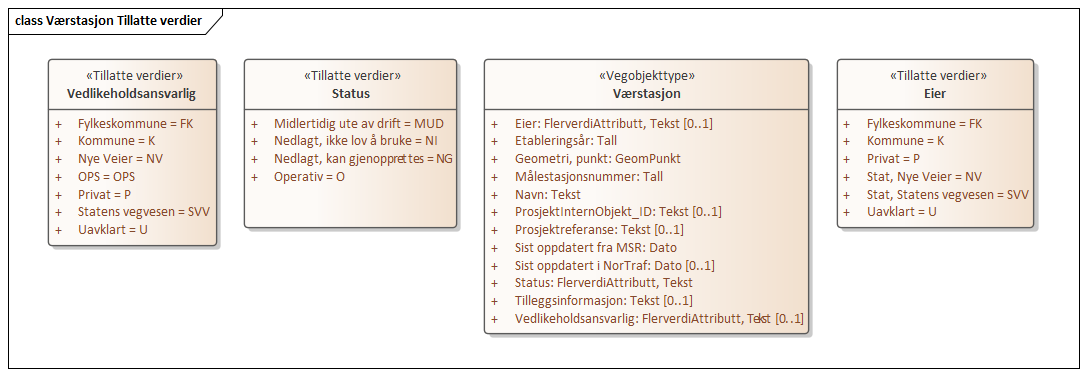 class Værstasjon Tillatte verdier
«Tillatte verdier»
Vedlikeholdsansvarlig
+ Fylkeskommune = FK
+ Kommune = K
+ Nye Veier = NV
+ OPS = OPS
+ Privat = P
+ Statens vegvesen = SVV
+ Uavklart = U
«Tillatte verdier»
Status
+ Midlertidig ute av drift = MUD
+ Nedlagt, ikke lov å bruke = NI
+ Nedlagt, kan gjenopprettes = NG
+ Operativ = O
«Vegobjekttype»
Værstasjon
+ Eier: FlerverdiAttributt, Tekst [0..1]
+ Etableringsår: Tall
+ Geometri, punkt: GeomPunkt
+ Målestasjonsnummer: Tall
+ Navn: Tekst
+ ProsjektInternObjekt_ID: Tekst [0..1]
+ Prosjektreferanse: Tekst [0..1]
+ Sist oppdatert fra MSR: Dato
+ Sist oppdatert i NorTraf: Dato [0..1]
+ Status: FlerverdiAttributt, Tekst
+ Tilleggsinformasjon: Tekst [0..1]
+ Vedlikeholdsansvarlig: FlerverdiAttributt, Tekst [0..1]
«Tillatte verdier»
Eier
+ Fylkeskommune = FK
+ Kommune = K
+ Privat = P
+ Stat, Nye Veier = NV
+ Stat, Statens vegvesen = SVV
+ Uavklart = U